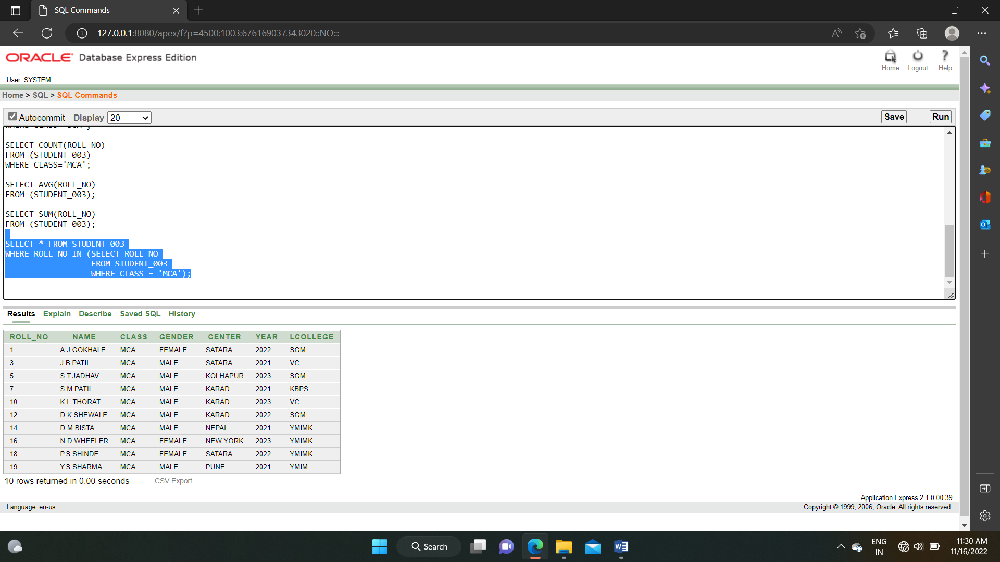 SQL Commands
127.0.0.1:8080/apex/f?p=4500:1003:676169037343020::NO:::
ORACLE Database Express Edition
Home Logout Help
User: SYSTEM
Home > SQL > SQL Commands
Autocommit Display 20 Save Run
SELECT COUNT(ROLL_NO)
FROM (STUDENT_003)
WHERE CLASS='MCA';
SELECT AVG(ROLL_NO)
FROM (STUDENT_003);
SELECT SUM(ROLL_NO)
FROM (STUDENT_003);
SELECT * FROM STUDENT_003
WHERE ROLL_NO IN (SELECT ROLL_NO
FROM STUDENT_003
WHERE CLASS = 'MCA');
Results Explain Describe Saved SQL History
ROLL_NO NAME CLASS GENDER CENTER YEAR LCOLLEGE
1 A.J.GOKHALE MCA FEMALE SATARA 2022 SGM
3 J.B.PATIL MCA MALE SATARA 2021 VC
5 S.T.JADHAV MCA MALE KOLHAPUR 2023 SGM
7 S.M.PATIL MCA MALE KARAD 2021 KBPS
10 K.L.THORAT MCA MALE KARAD 2023 VC
12 D.K.SHEWALE MCA MALE KARAD 2022 SGM
14 D.M.BISTA MCA MALE NEPAL 2021 YMIMK
16 N.D.WHEELER MCA FEMALE NEW YORK 2023 YMIMK
18 P.S.SHINDE MCA FEMALE SATARA 2022 YMIMK
19 Y.S.SHARMA MCA MALE PUNE 2021 YMIM
10 rows returned in 0.00 seconds CSV Export
Application Express 2.1.0.00.39
Language: en-us Copyright © 1999, 2006, Oracle. All rights reserved.
Search
ENG
IN
11:30 AM
11/16/2022